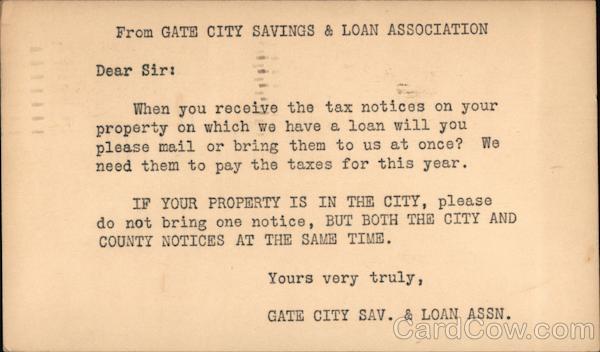 From GATE CITY SAVINGS & LOAN ASSOCIATION
Dear Sir:
When you receive the tax notices on your
property on which we have a loan will you
please mail or bring them to us at once? We
need them to pay the taxes for this year.
IF YOUR PROPERTY IS IN THE CITY, please
do not bring one notice, BUT BOTH THE CITY AND
COUNTY NOTICES AT THE SAME TIME.
Yours very truly,
GATE CITY SAV. & LOAN ASSN.
CardCow.com